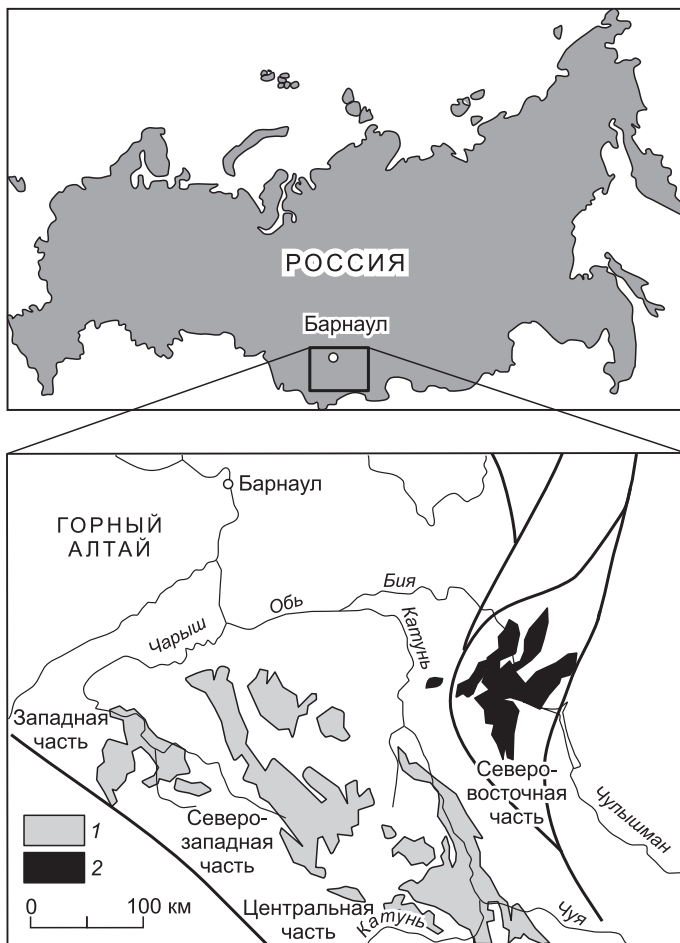 РОССИЯ
Барнаул
Барнаул
ГОРНЫЙ
АЛТАЙ
Бия
Обь
Катунь
Чарыш
Западная
часть
Северо-
восточная
часть
Чулышман
Северо-
западная
часть
1
2
0 100 км
Центральная
часть
Катунь
Чуя